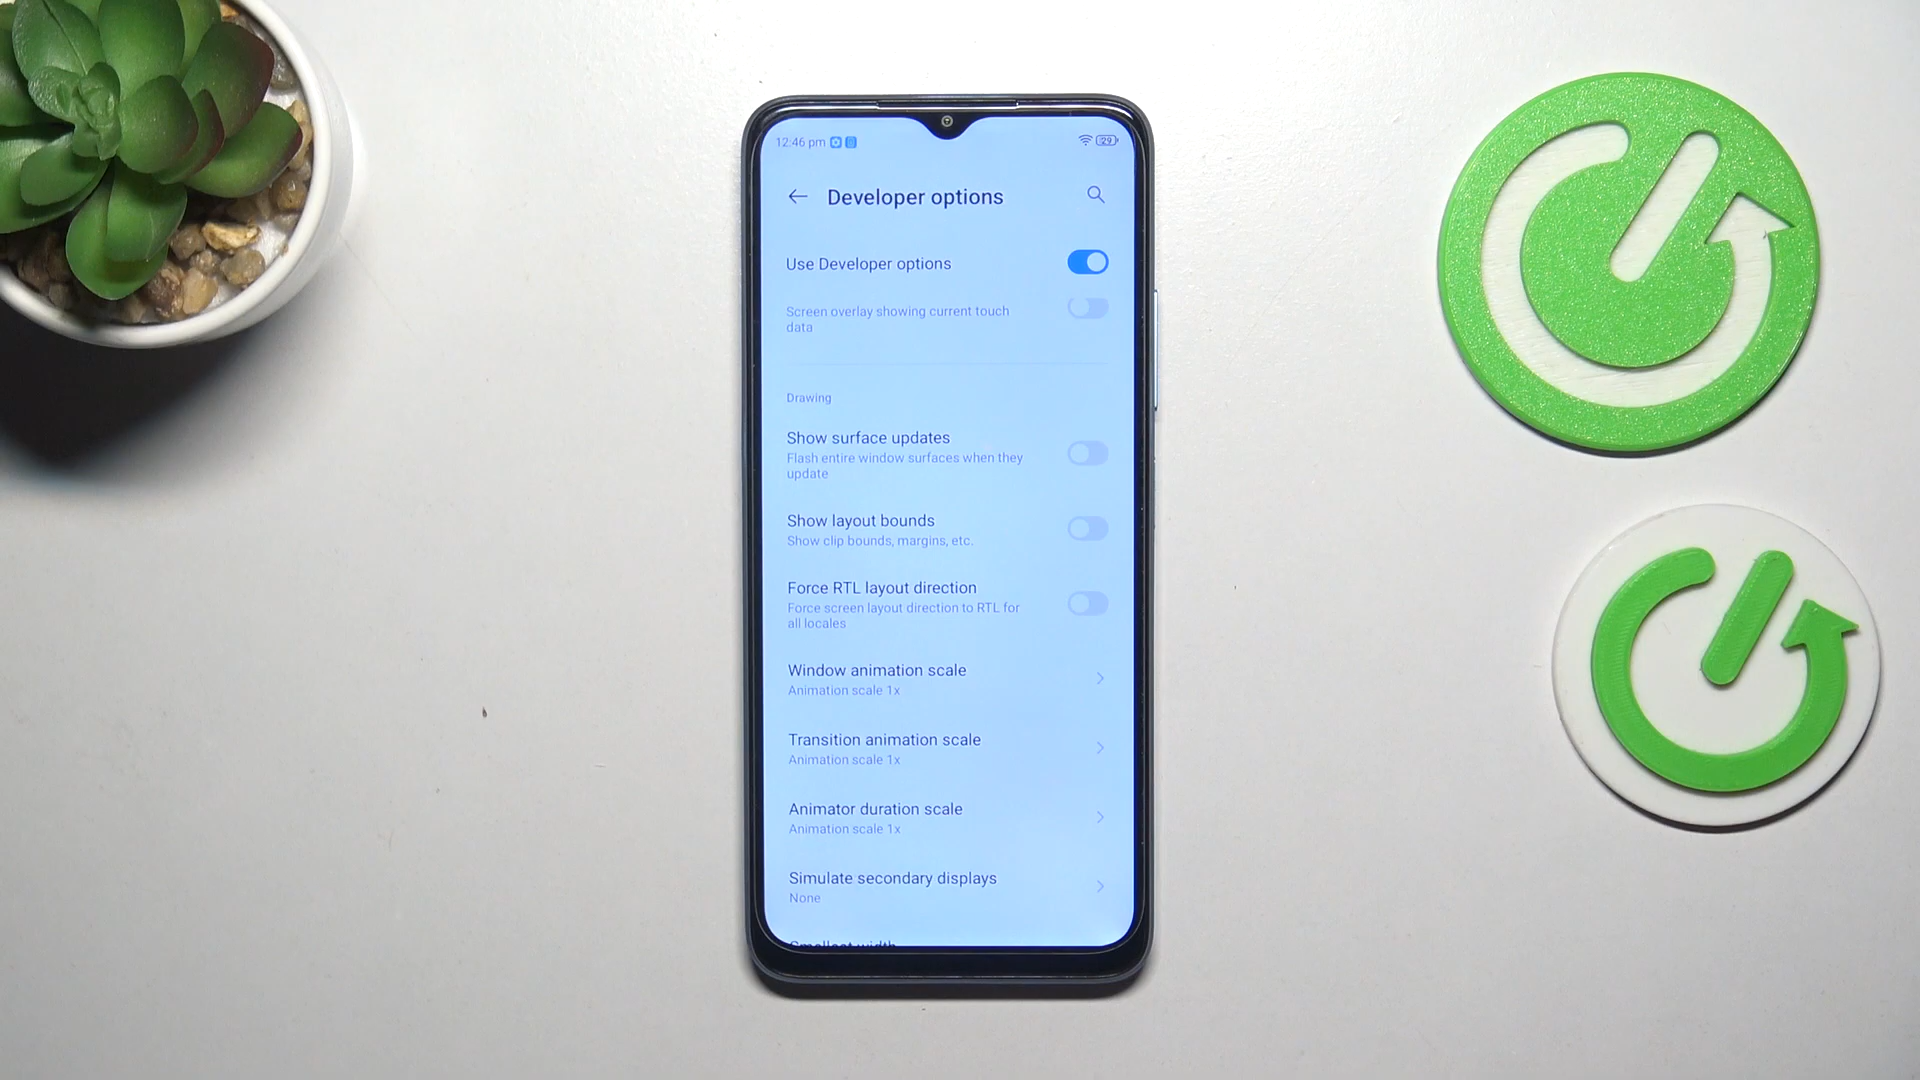 12:46 pm
29
Developer options
Use Developer options
Screen overlay showing current touch
data
Drawing
Show surface updates
Flash entire window surfaces when they
update
Show layout bounds
Show clip bounds, margins, etc.
Force RTL layout direction
Force screen layout direction to RTL for
all locales
Window animation scale
Animation scale 1x
Transition animation scale
Animation scale 1x
Animator duration scale
Animation scale 1x
Simulate secondary displays
None
Smallest width